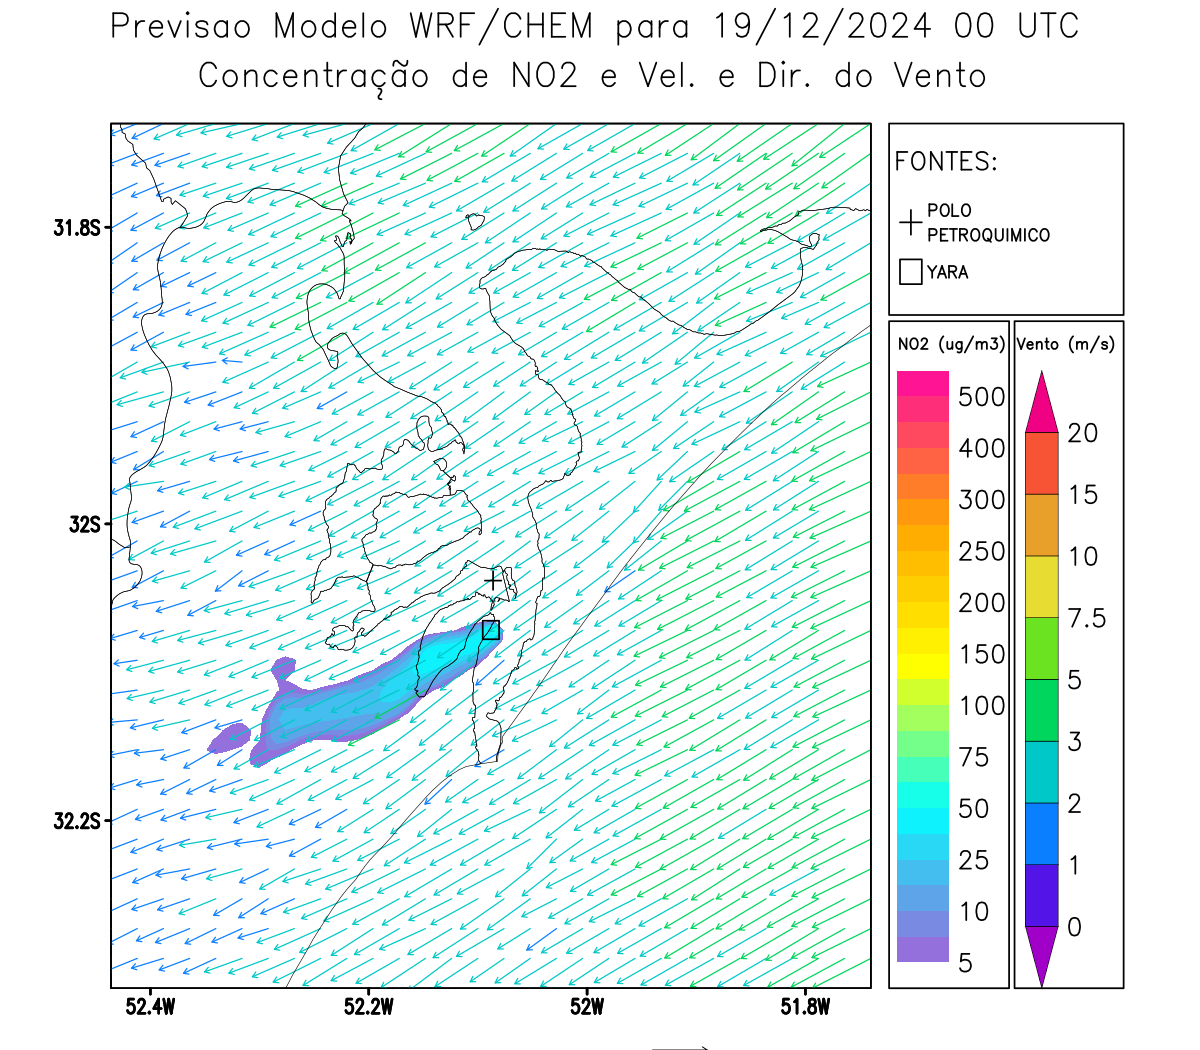 Previsao Modelo WRF/CHEM para 19/12/2024 00 UTC
Concentração de NO2 e Vel. e Dir. do Vento
FONTES:
POLO
PETROQUIMICO
YARA
31.8S
32S
32.2S
52.4W
52.2W
52W
51.8W
NO2 (ug/m3)
500
400
300
250
200
150
100
75
50
25
10
5
Vento (m/s)
20
15
10
7.5
5
3
2
1
0